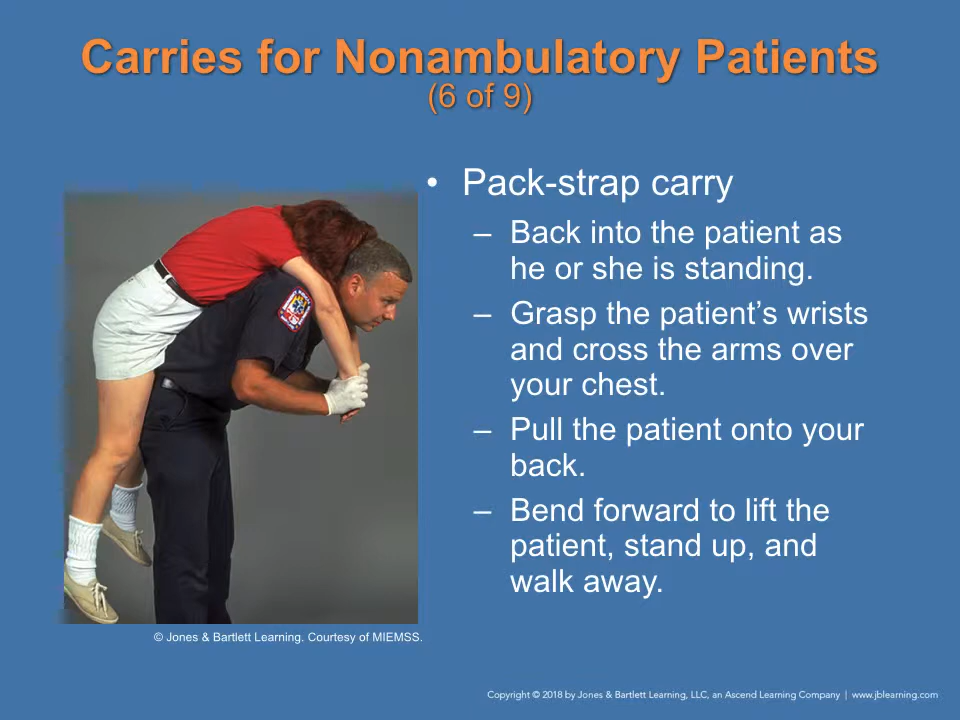 Carries for Nonambulatory Patients
(6 of 9)
• Pack-strap carry
– Back into the patient as
he or she is standing.
– Grasp the patient’s wrists
and cross the arms over
your chest.
– Pull the patient onto your
back.
– Bend forward to lift the
patient, stand up, and
walk away.
© Jones & Bartlett Learning. Courtesy of MIEMSS.
Copyright © 2018 by Jones & Bartlett Learning, LLC, an Ascend Learning Company | www.jblearning.com